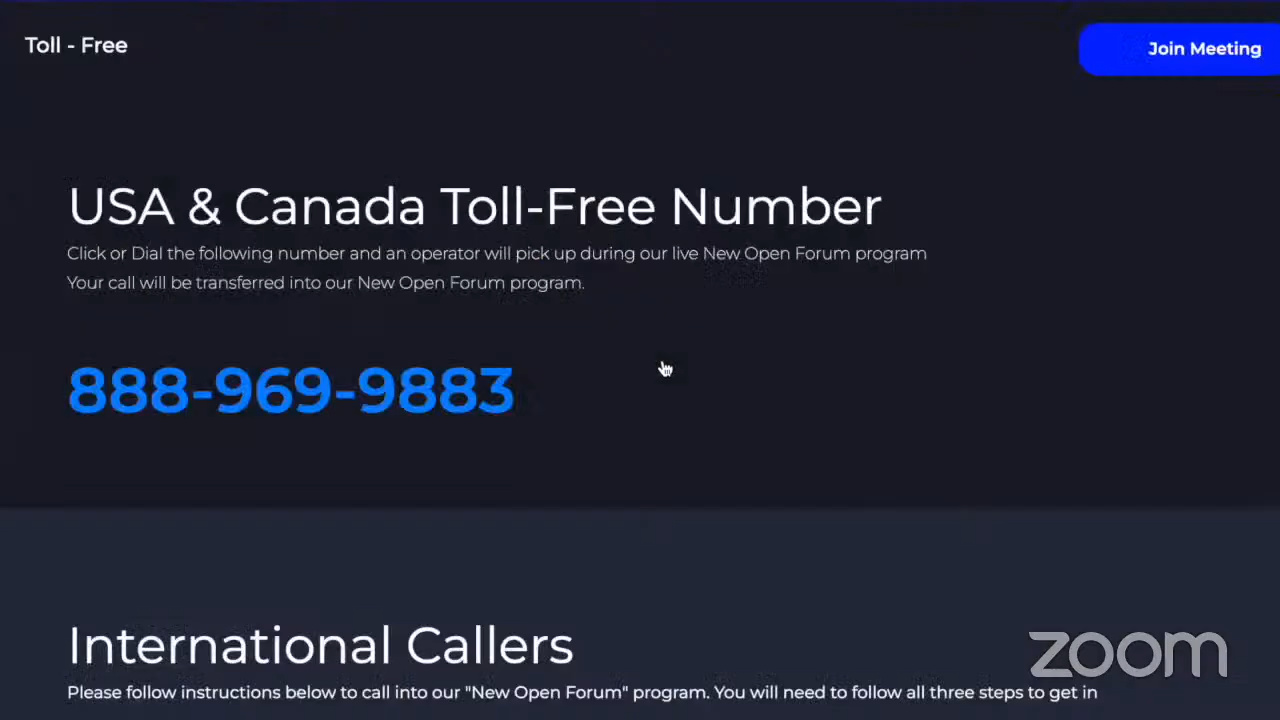 Toll - Free
Join Meeting
USA & Canada Toll-Free Number
Click or Dial the following number and an operator will pick up during our live New Open Forum program
Your call will be transferred into our New Open Forum program.
888-969-9883
International Callers
Please follow instructions below to call into our "New Open Forum" program. You will need to follow all three steps to get in
zoom